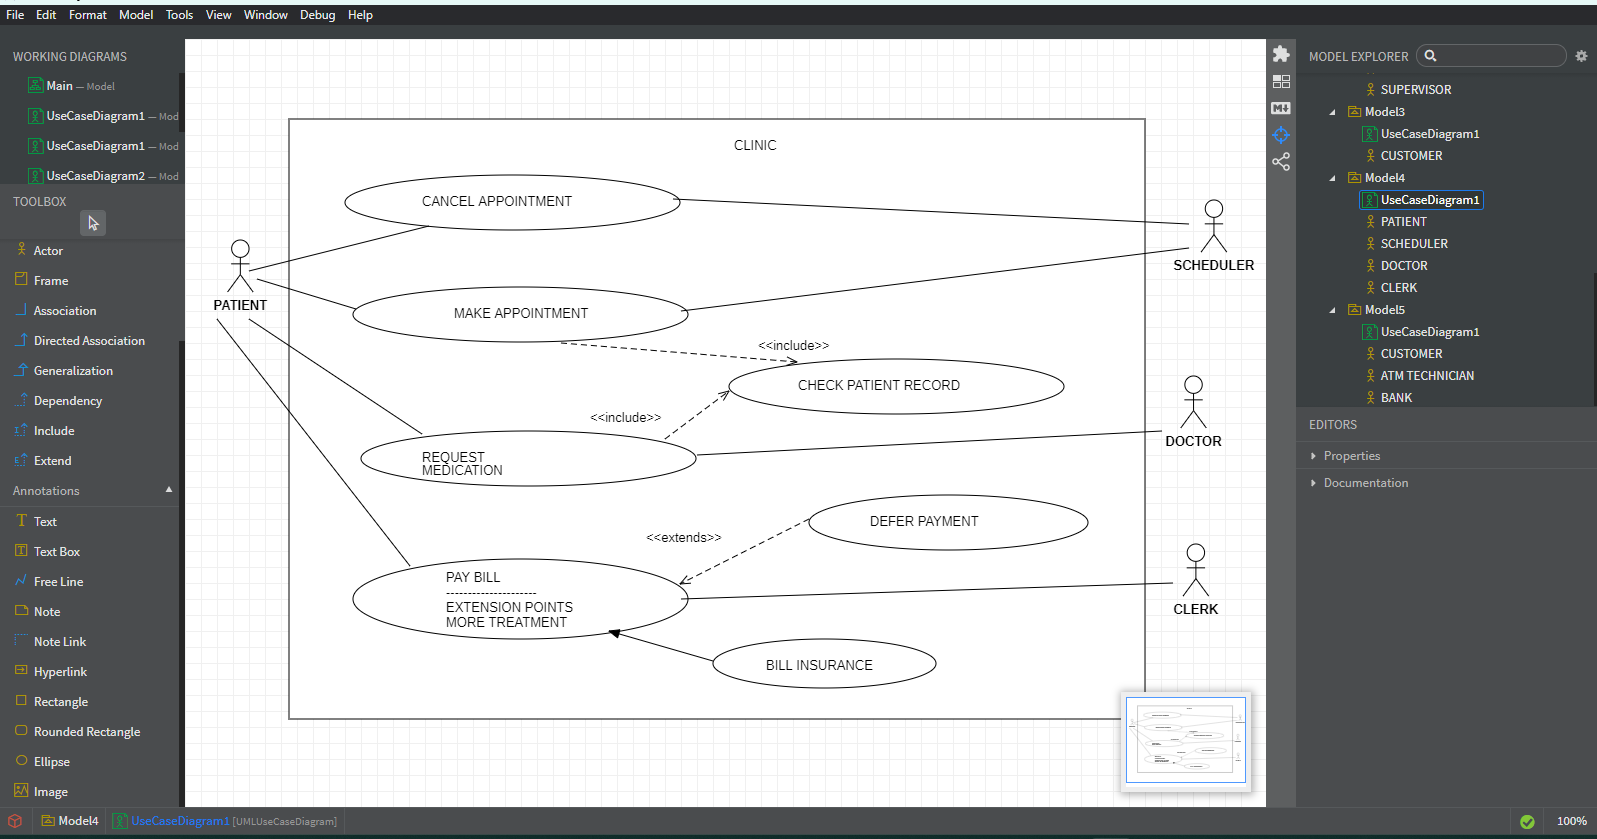 File Edit Format Model Tools View Window Debug Help
WORKING DIAGRAMS
Main — Model
UseCaseDiagram1 — Mod
UseCaseDiagram1 — Mod
UseCaseDiagram2 — Mod
TOOLBOX
Actor
Frame
Association
Directed Association
Generalization
Dependency
Include
Extend
Annotations
Text
Text Box
Free Line
Note
Note Link
Hyperlink
Rectangle
Rounded Rectangle
Ellipse
Image
CLINIC
CANCEL APPOINTMENT
SCHEDULER
PATIENT
MAKE APPOINTMENT
<<include>>
CHECK PATIENT RECORD
<<include>>
DOCTOR
REQUEST
MEDICATION
DEFER PAYMENT
<<extends>>
PAY BILL
---------------------
EXTENSION POINTS
MORE TREATMENT
CLERK
BILL INSURANCE
MODEL EXPLORER
SUPERVISOR
Model3
UseCaseDiagram1
CUSTOMER
Model4
UseCaseDiagram1
PATIENT
SCHEDULER
DOCTOR
CLERK
Model5
UseCaseDiagram1
CUSTOMER
ATM TECHNICIAN
BANK
EDITORS
Properties
Documentation
Model4 UseCaseDiagram1 [UMLUseCaseDiagram] 100%